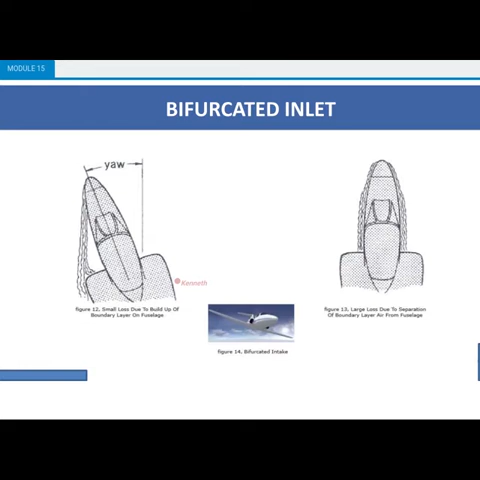 MODULE 15
BIFURCATED INLET
yaw
Kenneth
figure 12, Small Loss Due To Build Up Of
Boundary Layer On Fuselage
figure 13, Large Loss Due To Separation
Of Boundary Layer Air From Fuselage
figure 14, Bifurcated Intake